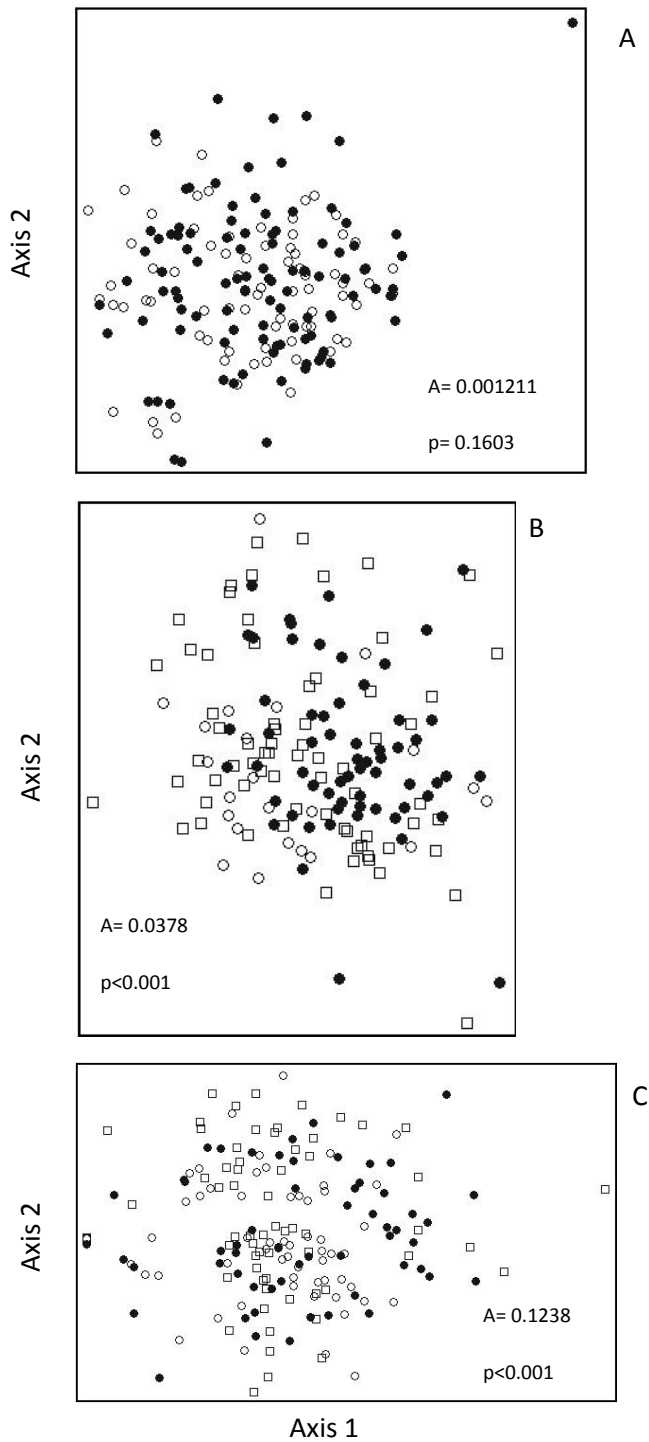 A
Axis 2
A= 0.001211
p= 0.1603
B
Axis 2
A= 0.0378
p<0.001
C
Axis 2
A= 0.1238
p<0.001
Axis 1